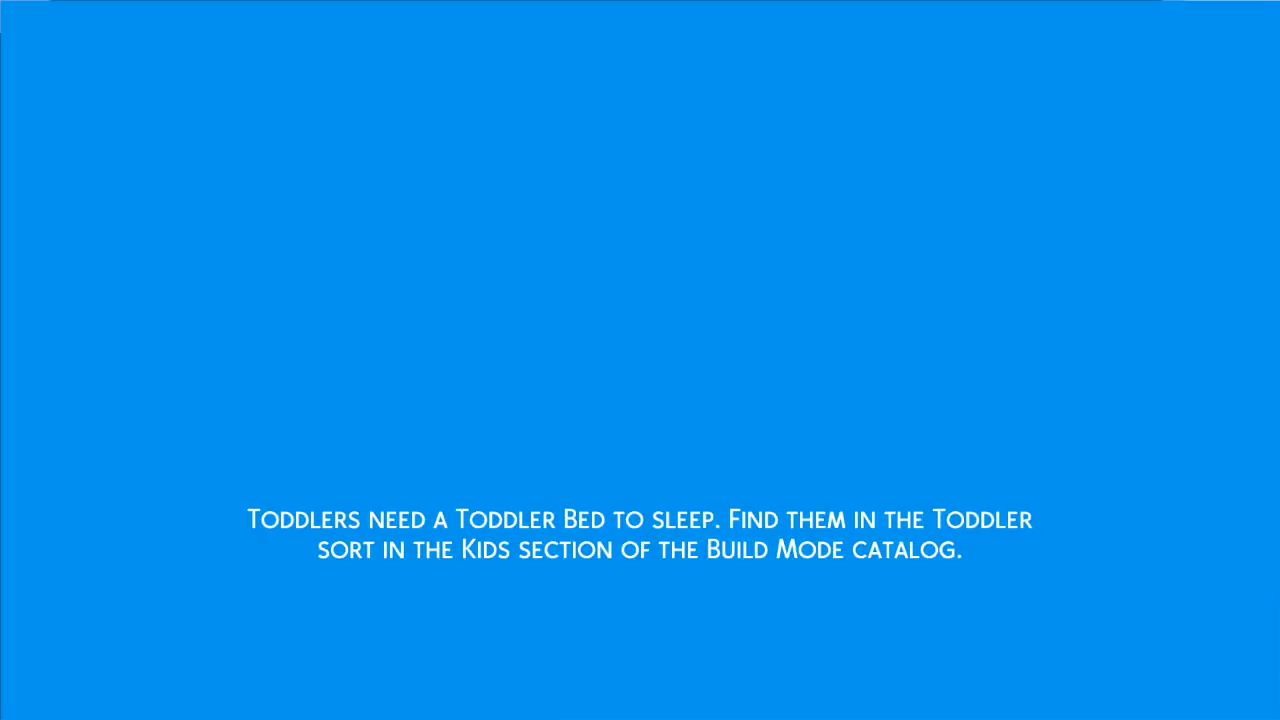 Toddlers need a Toddler Bed to sleep. Find them in the Toddler
sort in the Kids section of the Build Mode catalog.